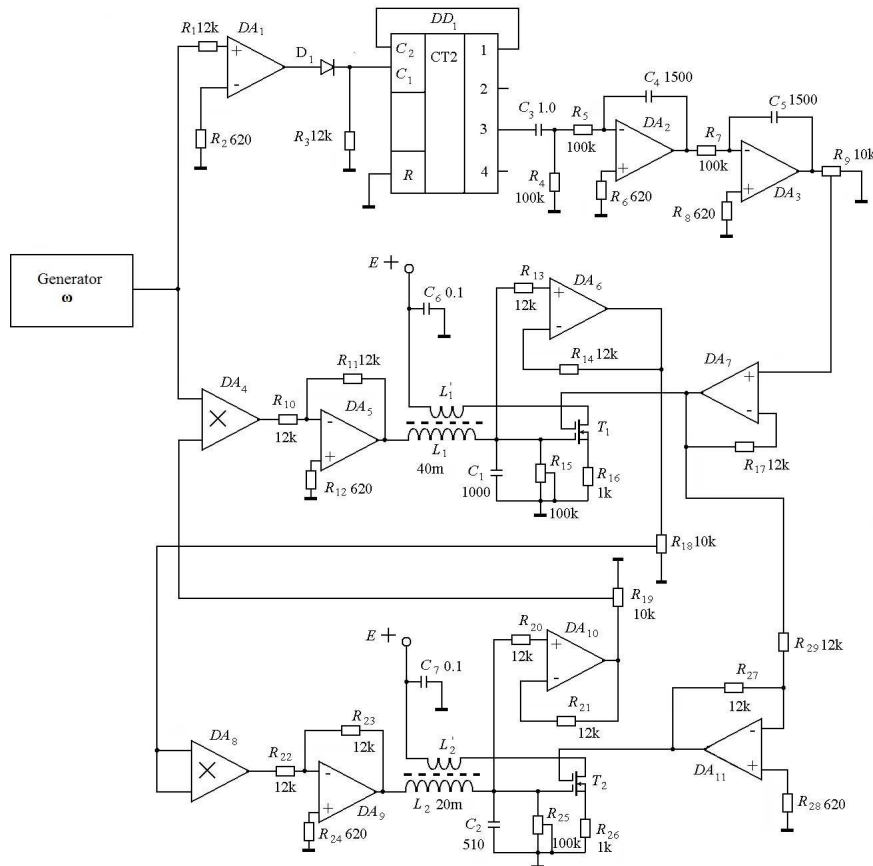 R1 12k
DA1
D1
R2 620
R3 12k
DD1
C2
C1
CT2
R
1
2
3
4
C3 1.0
R4
100k
R5
100k
C4 1500
DA2
R6 620
R7
100k
C5 1500
DA3
R8 620
R9 10k
Generator
ω
E +
C6 0.1
R13
12k
DA6
R14 12k
DA7
R17 12k
DA4
R10
12k
R11 12k
DA5
R12 620
L1'
L1
40m
C1
1000
R15
100k
T1
R16
1k
R18 10k
R19
10k
R29 12k
E +
C7 0.1
R20
12k
DA10
R21
12k
R27
12k
DA11
R28 620
DA8
R22
12k
R23
12k
DA9
R24 620
L2'
L2 20m
C2
510
R25
100k
T2
R26
1k
+
-
+
-
+
-
+
-
+
-
+
-
+
-
+
-
+
-